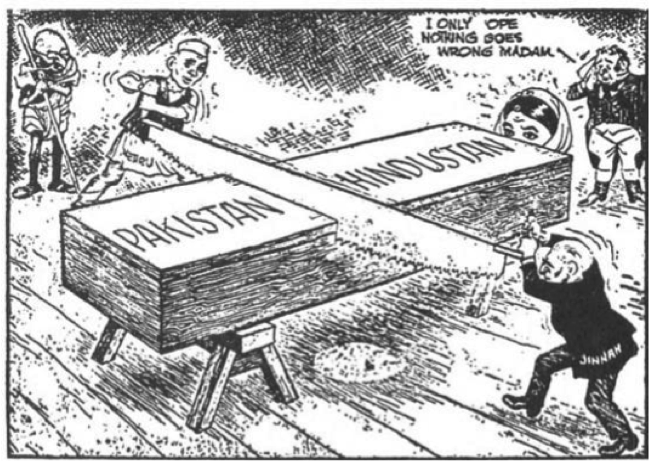 I ONLY 'OPE
NOTHING GOES
WRONG MADAM.
NEHRU
HINDUSTAN
PAKISTAN
JINNAH